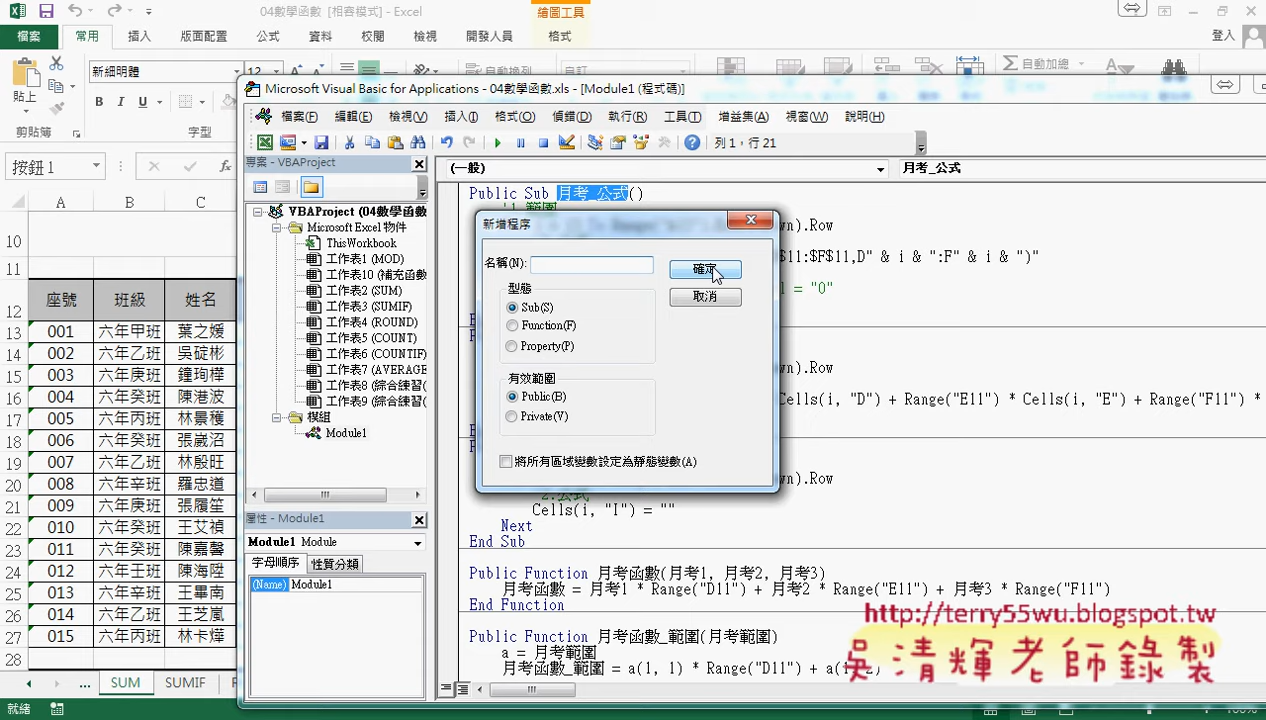 04數學函數 [相容模式] - Excel
繪圖工具
檔案
常用
插入
版面配置
公式
資料
校閱
檢視
開發人員
格式
登入
貼上
新細明體
12
自動換列
自訂
自動加總
B I U
剪貼簿
字型
按鈕 1
fx
A B C
10
11
12 座號 班級 姓名
13 001 六年甲班 葉之媛
14 002 六年乙班 吳碇彬
15 003 六年庚班 鐘珣樺
16 004 六年癸班 陳港波
17 005 六年丙班 林景穫
18 006 六年癸班 張崴沼
19 007 六年乙班 林殷旺
20 008 六年辛班 羅忠道
21 009 六年庚班 張履笙
22 010 六年癸班 王艾禎
23 011 六年癸班 陳嘉馨
24 012 六年壬班 陳海陞
25 013 六年辛班 王畢南
26 014 六年乙班 王芝嵐
27 015 六年丙班 林卡燁
28
... SUM SUMIF
就緒
Microsoft Visual Basic for Applications - 04數學函數.xls - [Module1 (程式碼)]
檔案(F) 編輯(E) 檢視(V) 插入(I) 格式(O) 偵錯(D) 執行(R) 工具(T) 增益集(A) 視窗(W) 說明(H)
列 1，行 21
專案 - VBAProject
VBAProject (04數學函數
Microsoft Excel 物件
ThisWorkbook
工作表1 (MOD)
工作表10 (補充函數
工作表2 (SUM)
工作表3 (SUMIF)
工作表4 (ROUND)
工作表5 (COUNT)
工作表6 (COUNTIF)
工作表7 (AVERAGE
工作表8 (綜合練習(
工作表9 (綜合練習(
模組
Module1
屬性 - Module1
Module1 Module
字母順序 性質分類
(Name) Module1
(一般)
月考_公式
Public Sub 月考_公式()
n).Row
11:$F$11,D" & i & ":F" & i & ")"
= "0"
wn).Row
Cells(i, "D") + Range("E11") * Cells(i, "E") + Range("F11") *
wn).Row
2.公式
Cells(i, "I") = ""
Next
End Sub
Public Function 月考函數(月考1, 月考2, 月考3)
月考函數 = 月考1 * Range("D11") + 月考2 * Range("E11") + 月考3 * Range("F11")
End Function
Public Function 月考函數_範圍(月考範圍)
a = 月考範圍
月考函數_範圍 = a(1, 1) * Range("D11") + a(1, 2)
新增程序
名稱(N):
確定
取消
型態
Sub(S)
Function(F)
Property(P)
有效範圍
Public(B)
Private(V)
將所有區域變數設定為靜態變數(A)
http://terry55wu.blogspot.tw
吳清輝老師錄製